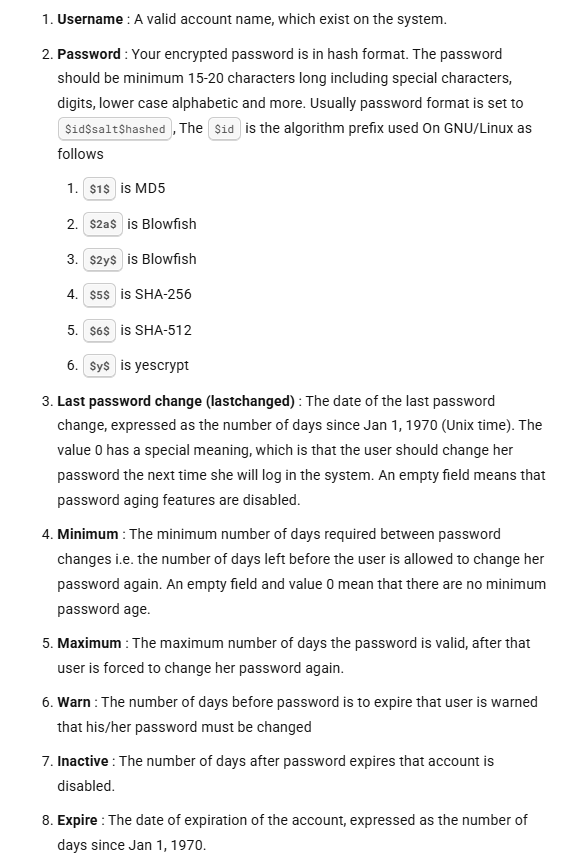 1. Username : A valid account name, which exist on the system.
2. Password : Your encrypted password is in hash format. The password
should be minimum 15-20 characters long including special characters,
digits, lower case alphabetic and more. Usually password format is set to
$id$salt$hashed , The $id is the algorithm prefix used On GNU/Linux as
follows
1. $1$ is MD5
2. $2a$ is Blowfish
3. $2y$ is Blowfish
4. $5$ is SHA-256
5. $6$ is SHA-512
6. $y$ is yescrypt
3. Last password change (lastchanged) : The date of the last password
change, expressed as the number of days since Jan 1, 1970 (Unix time). The
value 0 has a special meaning, which is that the user should change her
password the next time she will log in the system. An empty field means that
password aging features are disabled.
4. Minimum : The minimum number of days required between password
changes i.e. the number of days left before the user is allowed to change her
password again. An empty field and value 0 mean that there are no minimum
password age.
5. Maximum : The maximum number of days the password is valid, after that
user is forced to change her password again.
6. Warn : The number of days before password is to expire that user is warned
that his/her password must be changed
7. Inactive : The number of days after password expires that account is
disabled.
8. Expire : The date of expiration of the account, expressed as the number of
days since Jan 1, 1970.